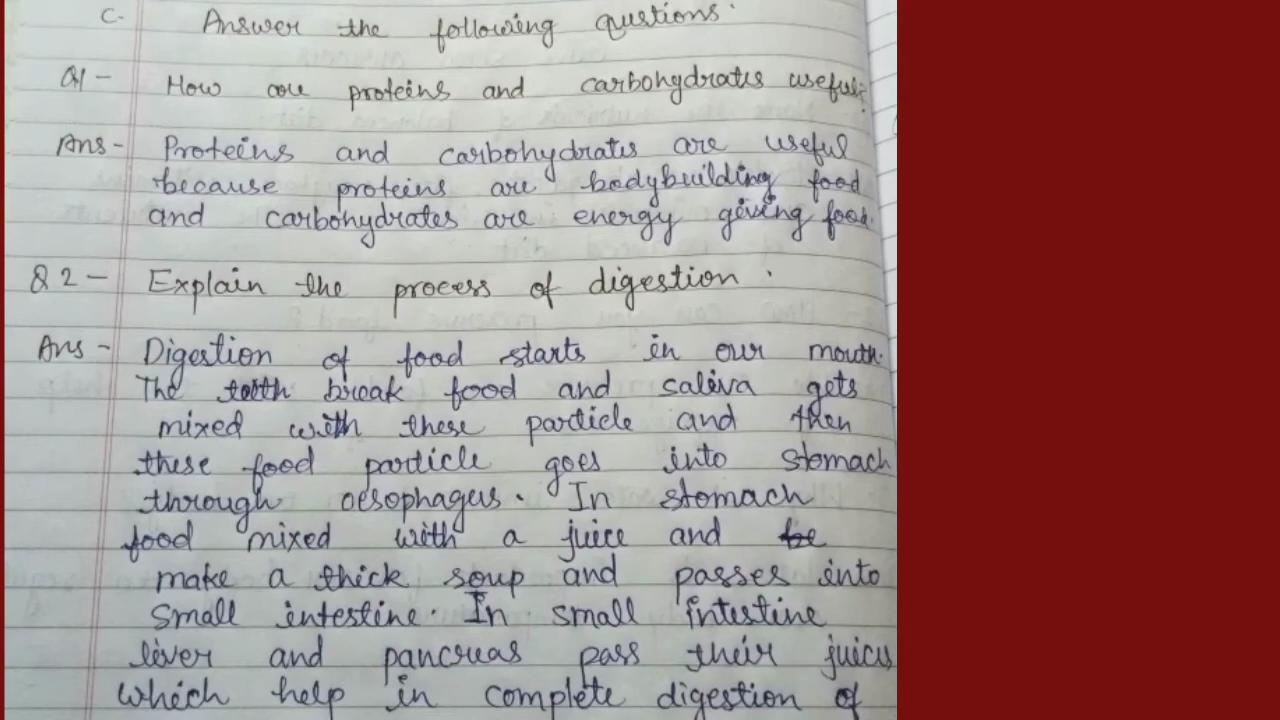 C. Answer the following qustions.
Q1- How are proteins and carbohydrates useful?
Ans- Proteins and carbohydrates are useful
because proteins are bodybuilding food
and carbohydrates are energy giving food.
Q2- Explain the process of digestion.
Ans- Digestion of food starts in our mouth.
The teeth break food and saliva gets
mixed with these particle and then
these food particle goes into stomach
through oesophagus. In stomach
food mixed with a juice and
make a thick soup and passes into
small intestine. In small intestine
liver and pancreas pass their juices
which help in complete digestion of